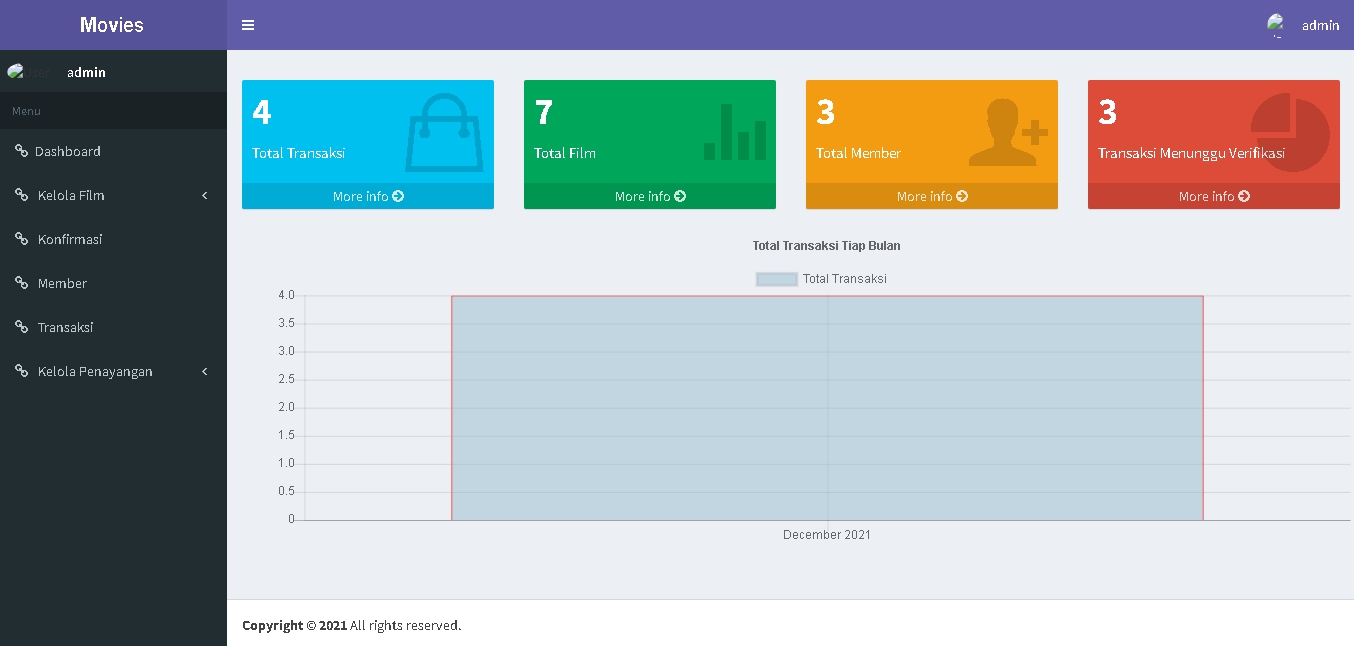 Movies
admin
User
admin
Menu
Dashboard
Kelola Film
Konfirmasi
Member
Transaksi
Kelola Penayangan
4
Total Transaksi
More info
7
Total Film
More info
3
Total Member
More info
3
Transaksi Menunggu Verifikasi
More info
Total Transaksi Tiap Bulan
Total Transaksi
4.0
3.5
3.0
2.5
2.0
1.5
1.0
0.5
0
December 2021
Copyright © 2021 All rights reserved.